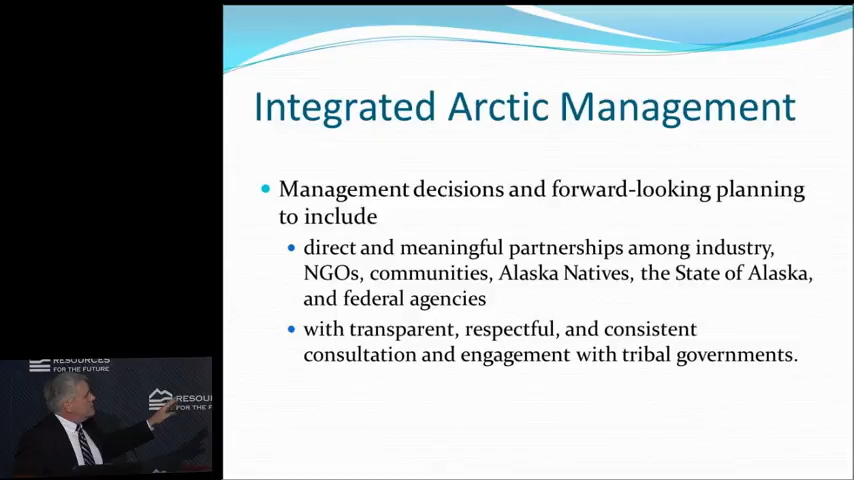 Integrated Arctic Management
Management decisions and forward-looking planning
to include
direct and meaningful partnerships among industry,
NGOs, communities, Alaska Natives, the State of Alaska,
and federal agencies
with transparent, respectful, and consistent
consultation and engagement with tribal governments.
RESOURCES
FOR THE FUTURE
RESOU
FOR THE F